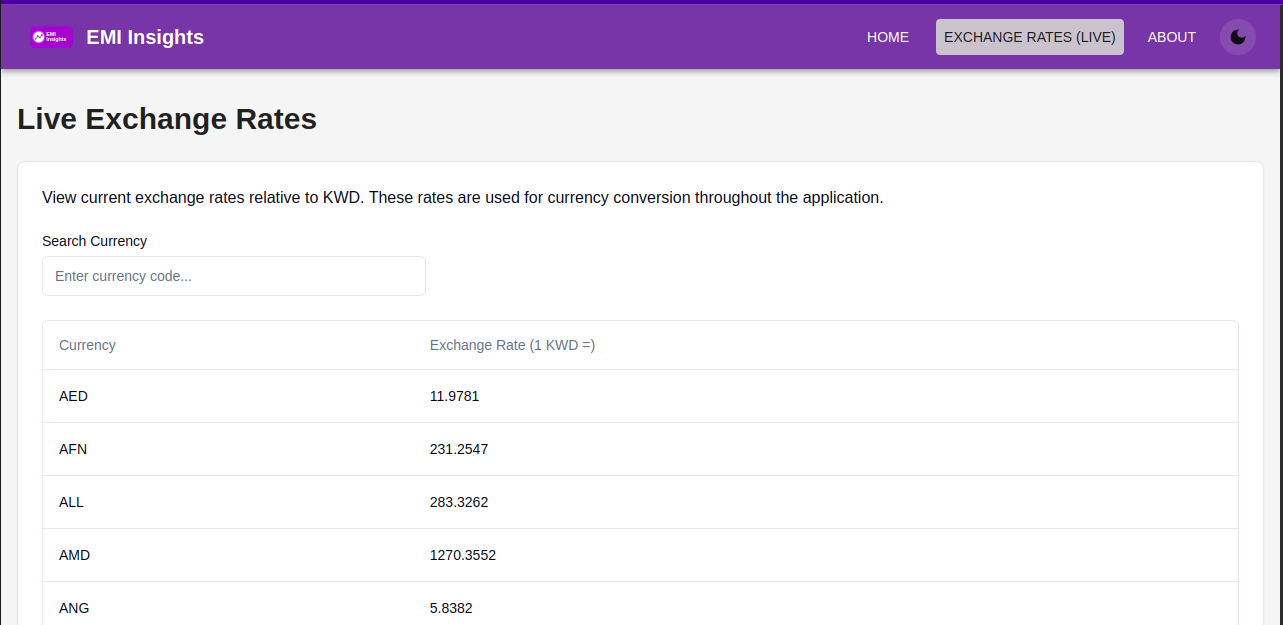 EMI
Insights
EMI Insights
HOME
EXCHANGE RATES (LIVE)
ABOUT
Live Exchange Rates
View current exchange rates relative to KWD. These rates are used for currency conversion throughout the application.
Search Currency
Enter currency code...
Currency Exchange Rate (1 KWD =)
AED 11.9781
AFN 231.2547
ALL 283.3262
AMD 1270.3552
ANG 5.8382